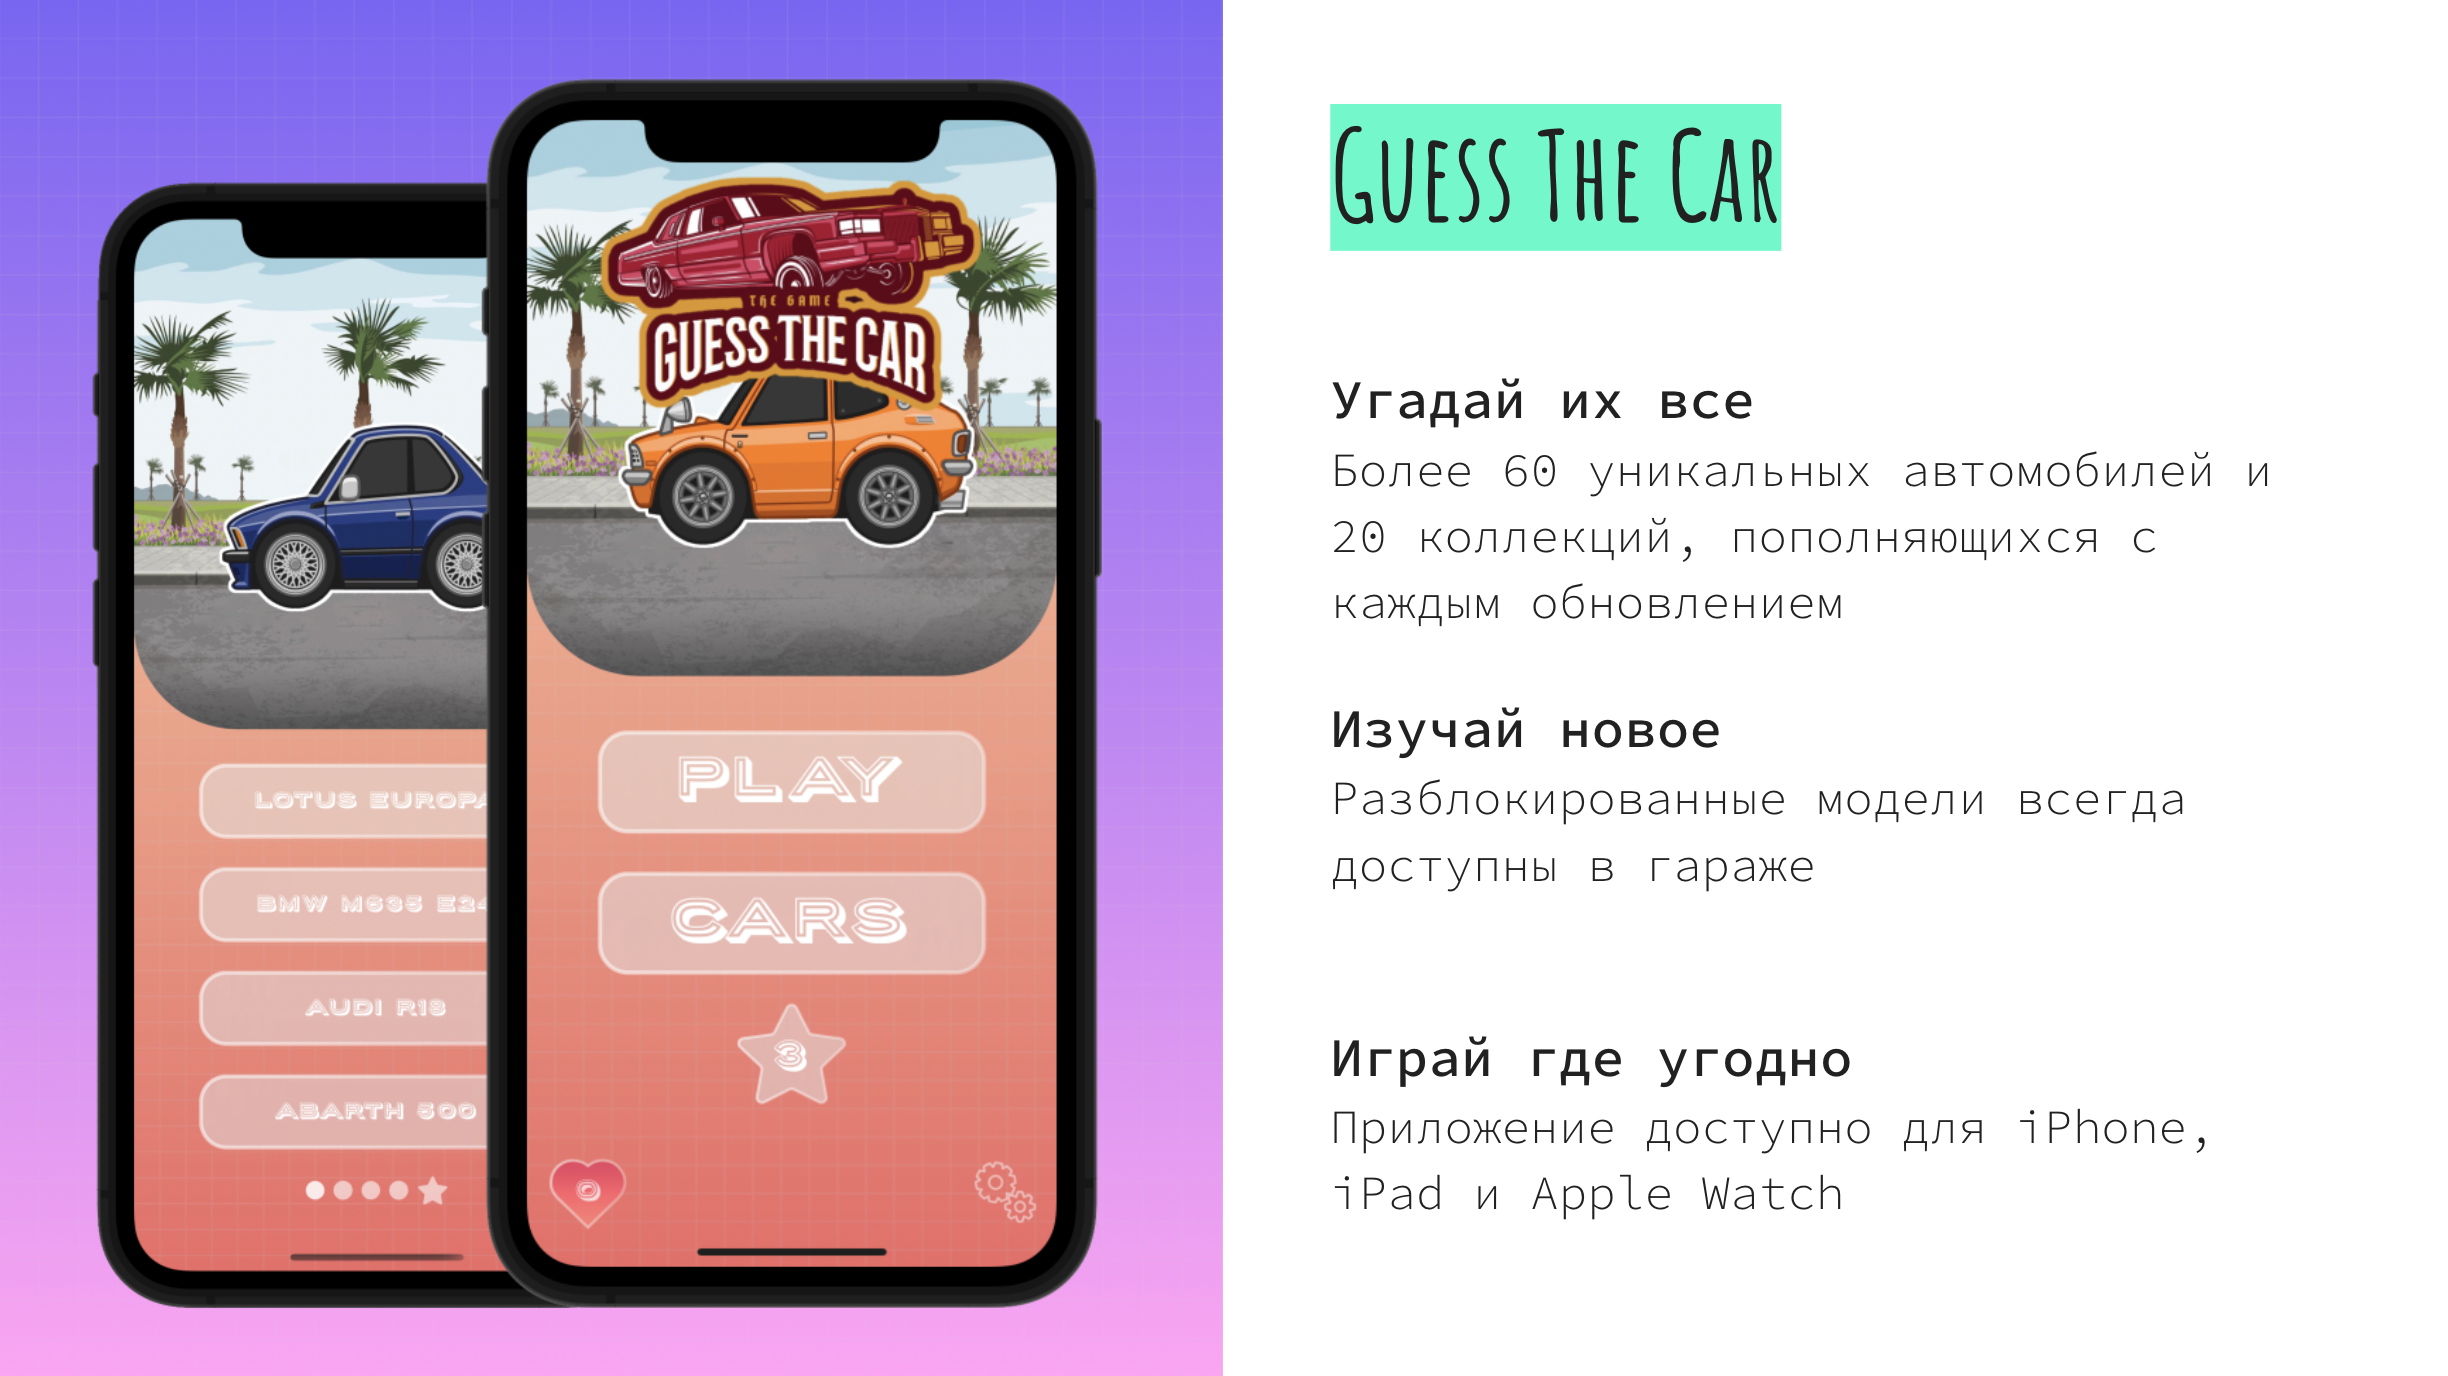 THE GAME
GUESS THE CAR
PLAY
CARS
3
LOTUS EUROPA
BMW M635 E24
AUDI R18
ABARTH 500
Guess The Car
Угадай их все
Более 60 уникальных автомобилей и
20 коллекций, пополняющихся с
каждым обновлением
Изучай новое
Разблокированные модели всегда
доступны в гараже
Играй где угодно
Приложение доступно для iPhone,
iPad и Apple Watch